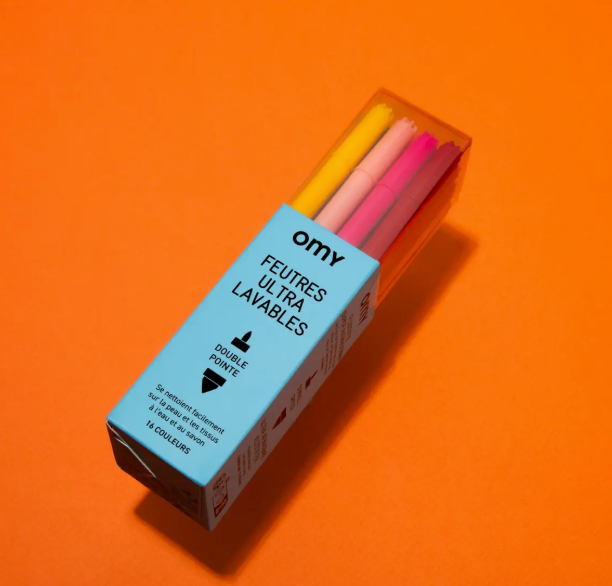 OMY
FEUTRES
ULTRA
LAVABLES
DOUBLE
POINTE
Se nettoient facilement
sur la peau et les tissus
à l'eau et au savon
16 COULEURS
OMY